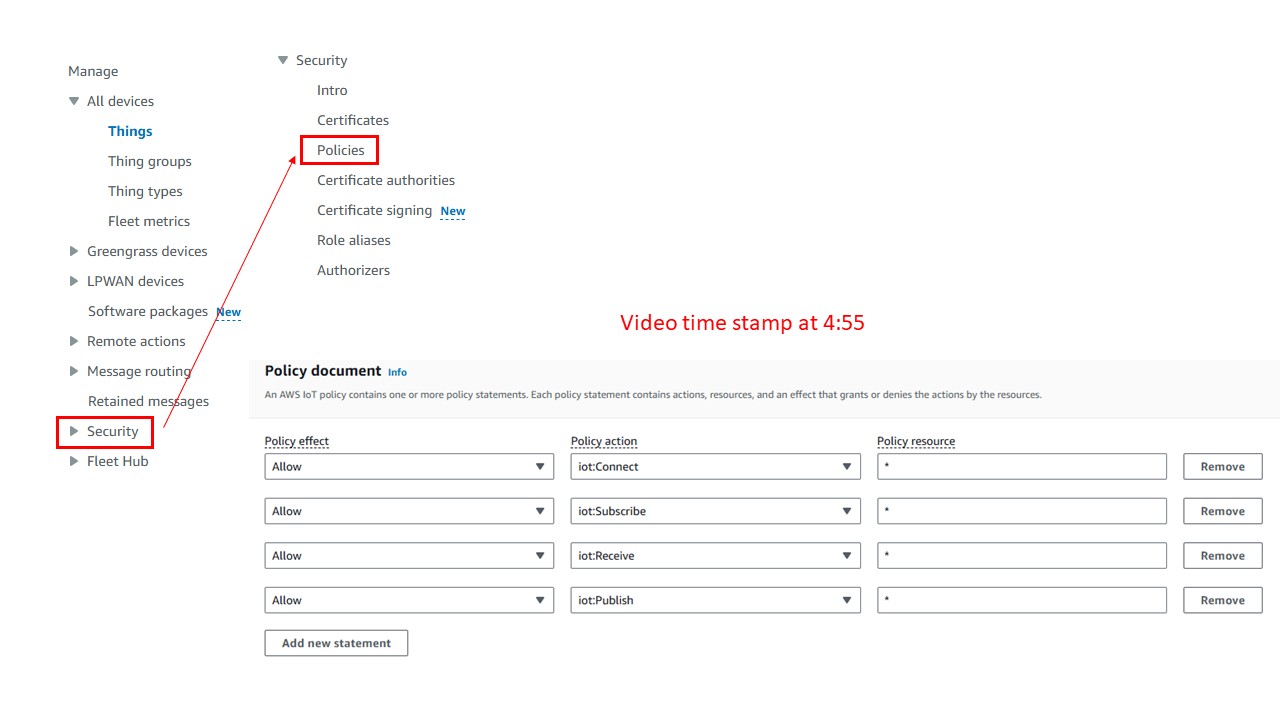 Manage
All devices
Things
Thing groups
Thing types
Fleet metrics
Greengrass devices
LPWAN devices
Software packages New
Remote actions
Message routing
Retained messages
Security
Fleet Hub
Security
Intro
Certificates
Policies
Certificate authorities
Certificate signing New
Role aliases
Authorizers
Video time stamp at 4:55
Policy document Info
An AWS IoT policy contains one or more policy statements. Each policy statement contains actions, resources, and an effect that grants or denies the actions by the resources.
Policy effect Policy action Policy resource
Allow iot:Connect * Remove
Allow iot:Subscribe * Remove
Allow iot:Receive * Remove
Allow iot:Publish * Remove
Add new statement